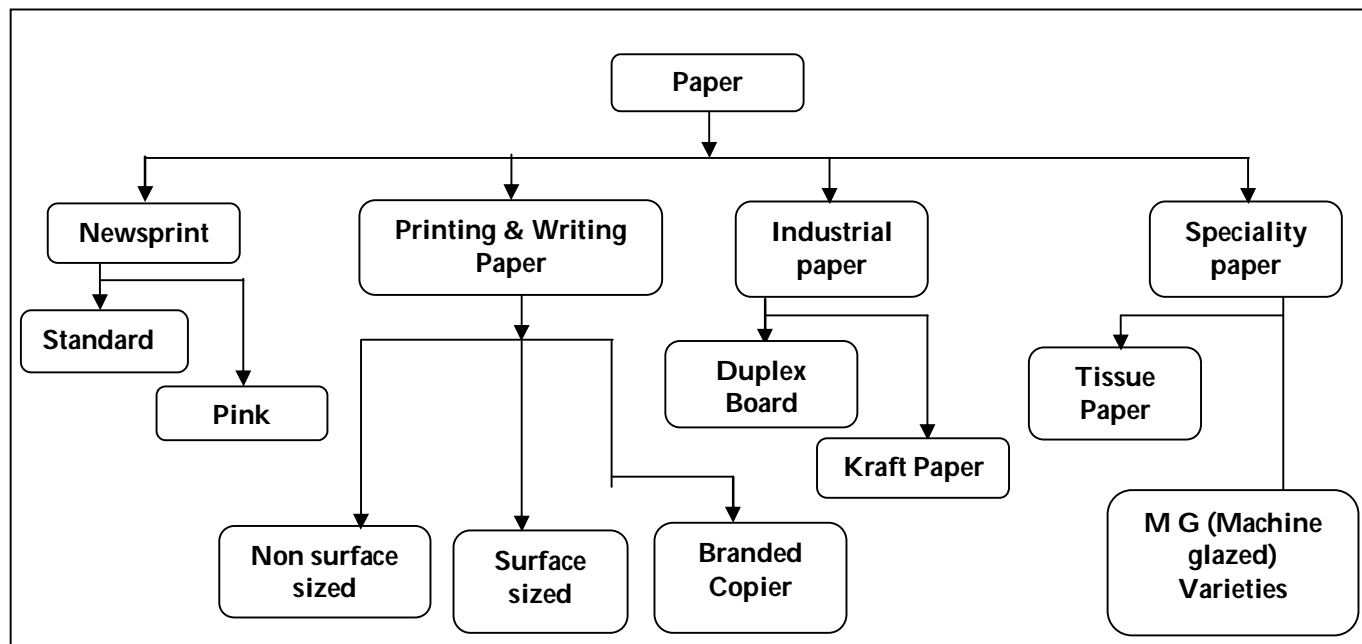 Paper
Newsprint
Printing & Writing
Paper
Industrial
paper
Speciality
paper
Standard
Pink
Duplex
Board
Kraft Paper
Tissue
Paper
Non surface
sized
Surface
sized
Branded
Copier
M G (Machine
glazed)
Varieties